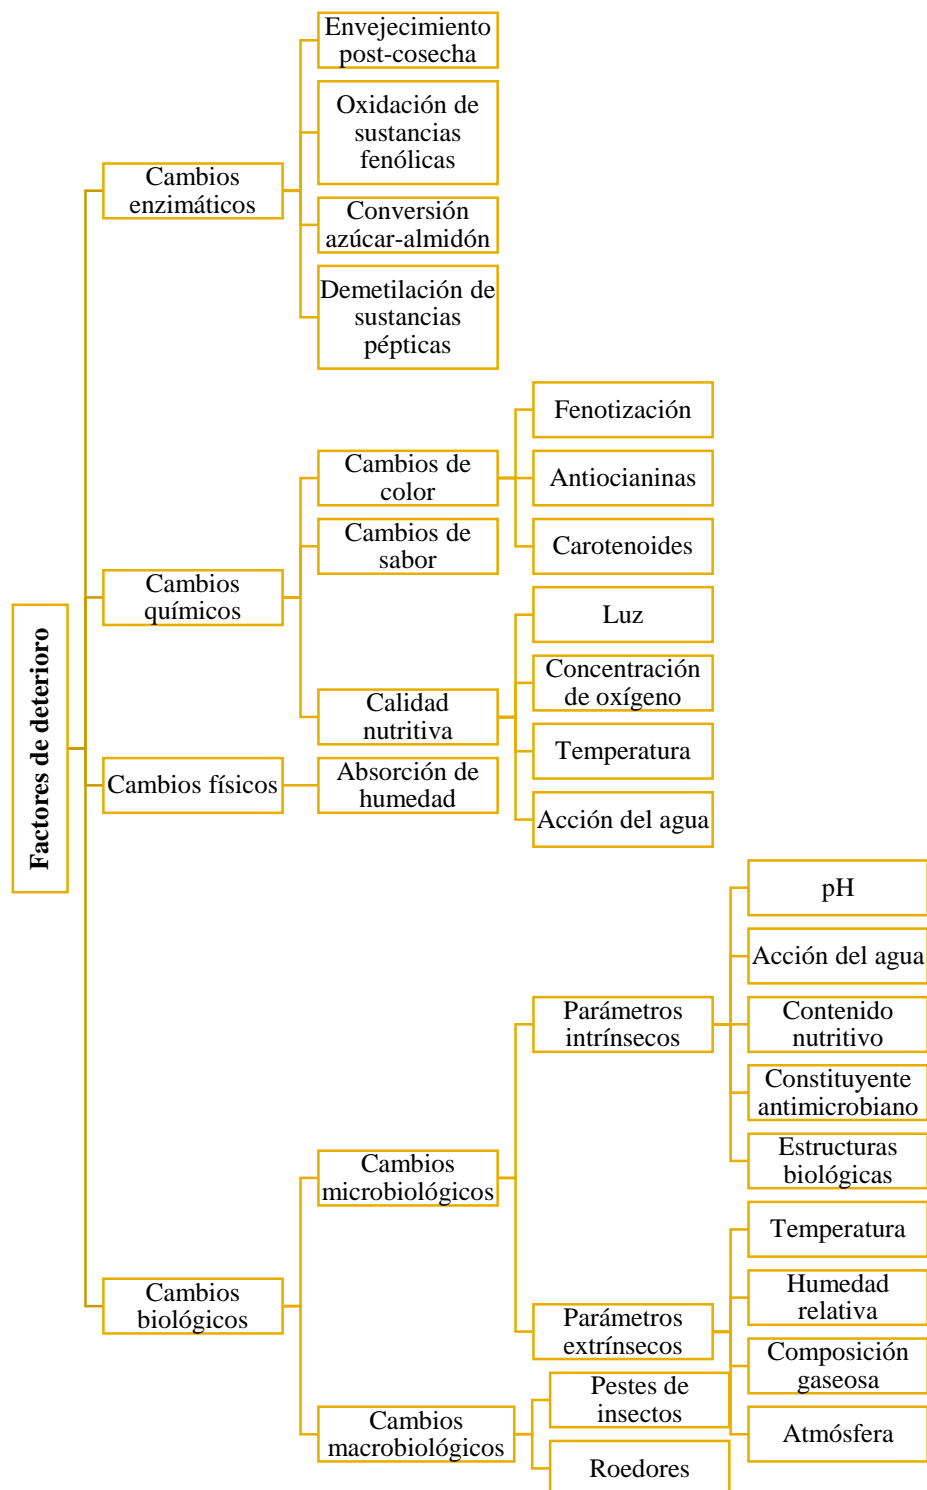 Factores de deterioro
Cambios
enzimáticos
Envejecimiento
post-cosecha
Oxidación de
sustancias
fenólicas
Conversión
azúcar-almidón
Demetilación de
sustancias
pépticas
Cambios
químicos
Cambios de
color
Fenotización
Antiocianinas
Carotenoides
Cambios de
sabor
Calidad
nutritiva
Luz
Concentración
de oxígeno
Temperatura
Acción del agua
Cambios físicos
Absorción de
humedad
Cambios
biológicos
Cambios
microbiológicos
Parámetros
intrínsecos
pH
Acción del agua
Contenido
nutritivo
Constituyente
antimicrobiano
Estructuras
biológicas
Parámetros
extrínsecos
Temperatura
Humedad
relativa
Composición
gaseosa
Atmósfera
Cambios
macrobiológicos
Pestes de
insectos
Roedores